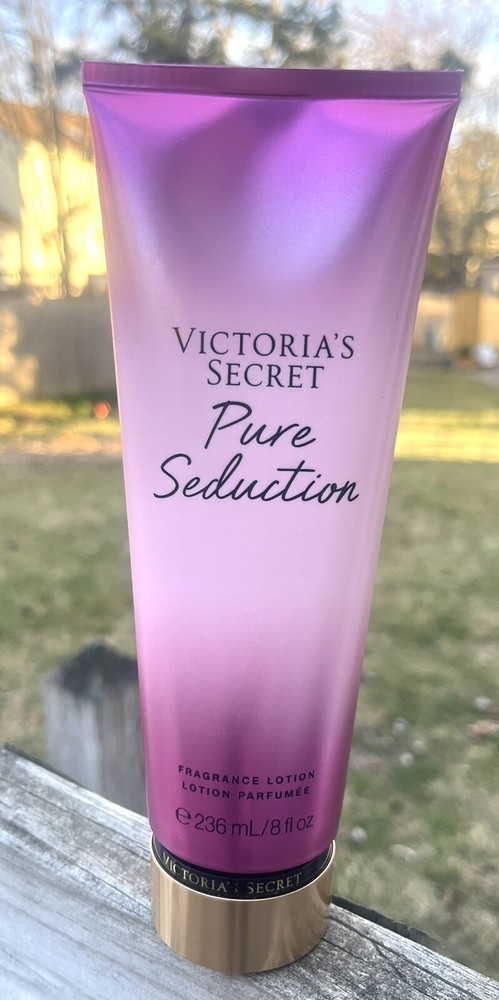 VICTORIA'S
SECRET
Pure
Seduction
FRAGRANCE LOTION
LOTION PARFUMÉE
℮ 236 mL/8 fl oz
VICTORIA'S SECRET